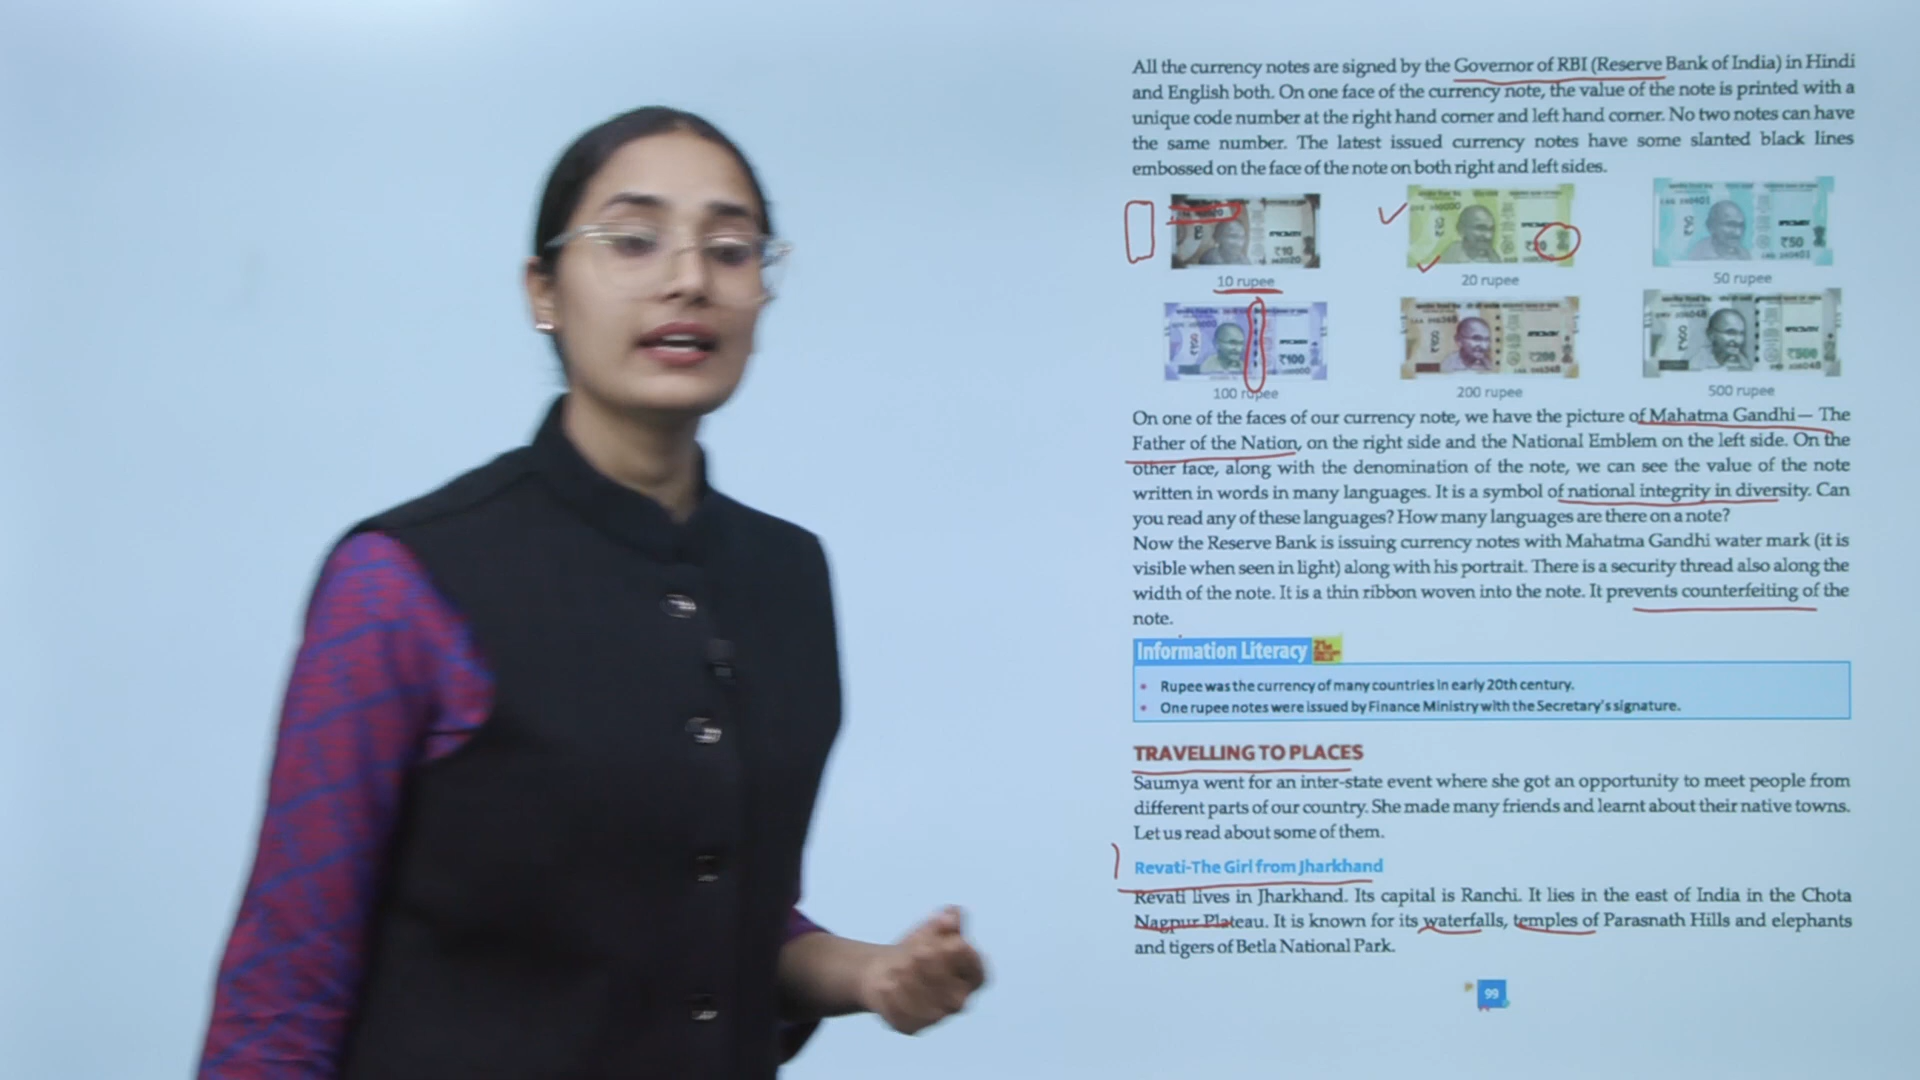 All the currency notes are signed by the Governor of RBI (Reserve Bank of India) in Hindi
and English both. On one face of the currency note, the value of the note is printed with a
unique code number at the right hand corner and left hand corner. No two notes can have
the same number. The latest issued currency notes have some slanted black lines
embossed on the face of the note on both right and left sides.
₹10
₹20
₹50
10 rupee
20 rupee
50 rupee
₹100
₹200
₹500
100 rupee
200 rupee
500 rupee
On one of the faces of our currency note, we have the picture of Mahatma Gandhi— The
Father of the Nation, on the right side and the National Emblem on the left side. On the
other face, along with the denomination of the note, we can see the value of the note
written in words in many languages. It is a symbol of national integrity in diversity. Can
you read any of these languages? How many languages are there on a note?
Now the Reserve Bank is issuing currency notes with Mahatma Gandhi water mark (it is
visible when seen in light) along with his portrait. There is a security thread also along the
width of the note. It is a thin ribbon woven into the note. It prevents counterfeiting of the
note.
Information Literacy
• Rupee was the currency of many countries in early 20th century.
• One rupee notes were issued by Finance Ministry with the Secretary's signature.
TRAVELLING TO PLACES
Saumya went for an inter-state event where she got an opportunity to meet people from
different parts of our country. She made many friends and learnt about their native towns.
Let us read about some of them.
Revati-The Girl from Jharkhand
Revati lives in Jharkhand. Its capital is Ranchi. It lies in the east of India in the Chota
Nagpur Plateau. It is known for its waterfalls, temples of Parasnath Hills and elephants
and tigers of Betla National Park.
99